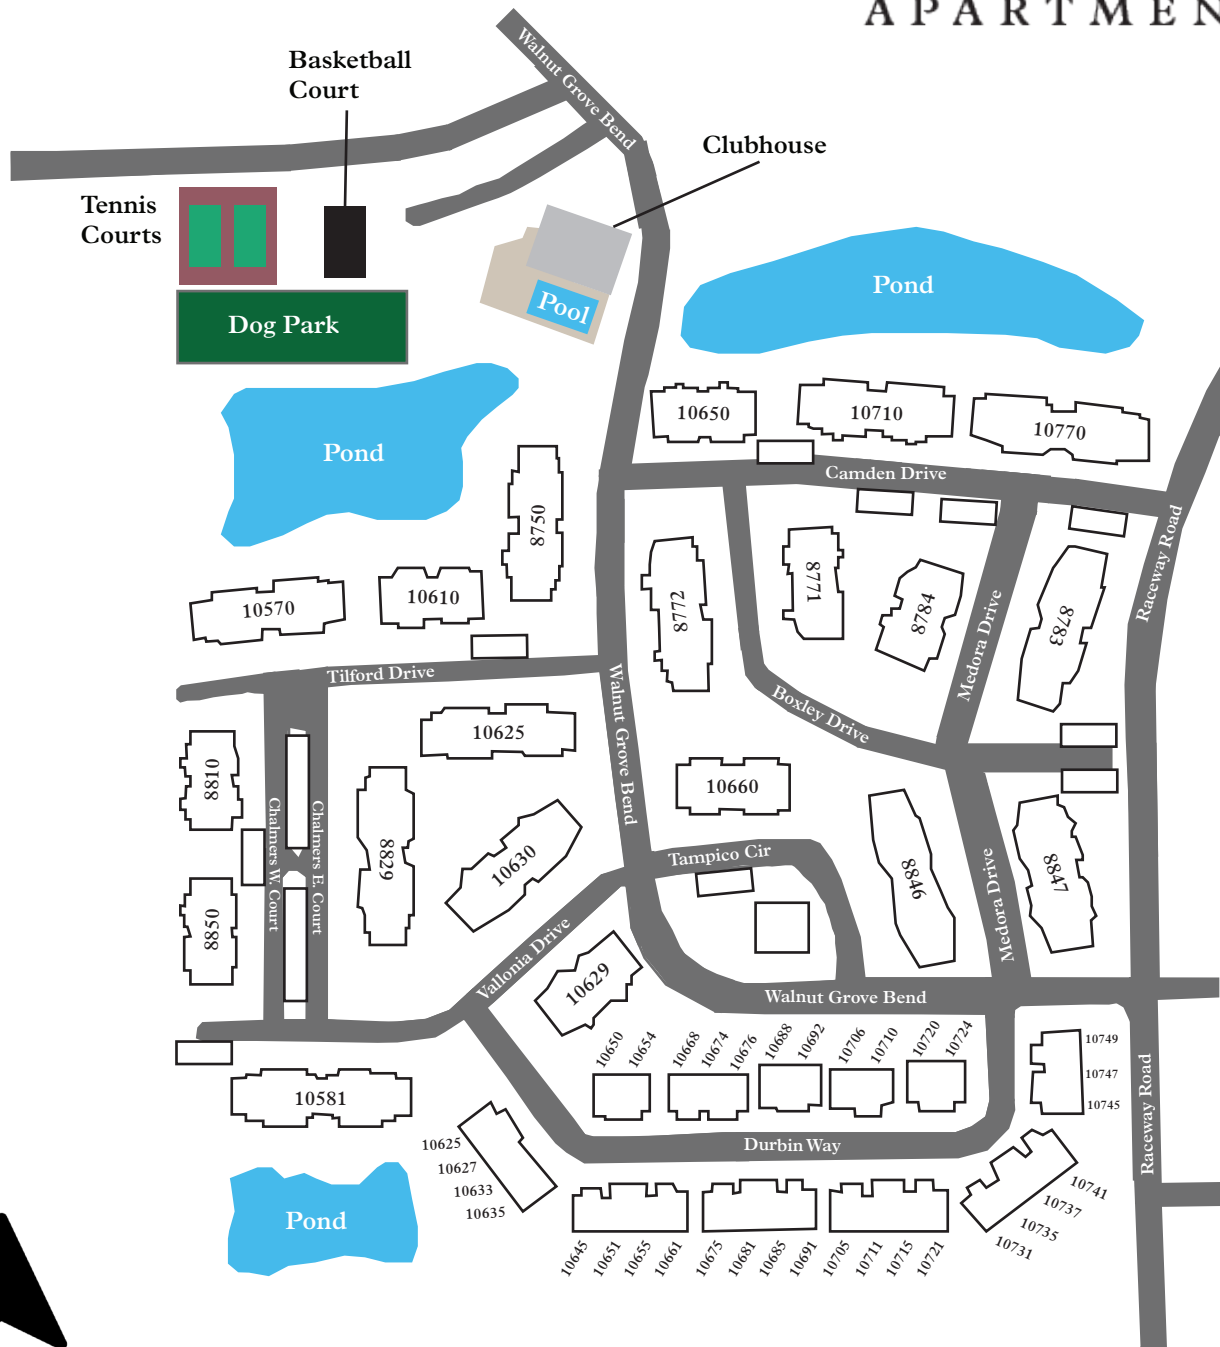 APARTMEN
Walnut Grove Bend
Basketball
Court
Clubhouse
Tennis
Courts
Pool
Pond
Dog Park
10650
10710
10770
Pond
Camden Drive
8750
Raceway Road
10570
10610
8772
8771
8784
8783
Medora Drive
Tilford Drive
Walnut Grove Bend
Boxley Drive
10625
8810
10660
Chalmers W. Court
Chalmers E. Court
8829
10630
Tampico Cir
8846
8847
Medora Drive
8850
Vallonia Drive
10629
Walnut Grove Bend
10650
10654
10668
10674
10676
10688
10692
10706
10710
10720
10724
10749
10747
10745
Raceway Road
10581
Durbin Way
10625
10627
10633
10635
10741
10737
10735
10731
Pond
10645
10651
10655
10661
10675
10681
10685
10691
10705
10711
10715
10721